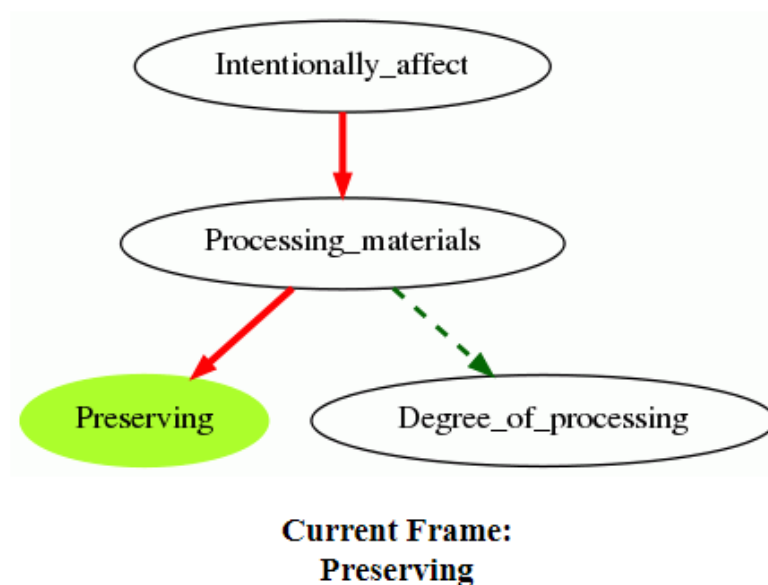 Intentionally_affect
Processing_materials
Preserving
Degree_of_processing
Current Frame:
Preserving